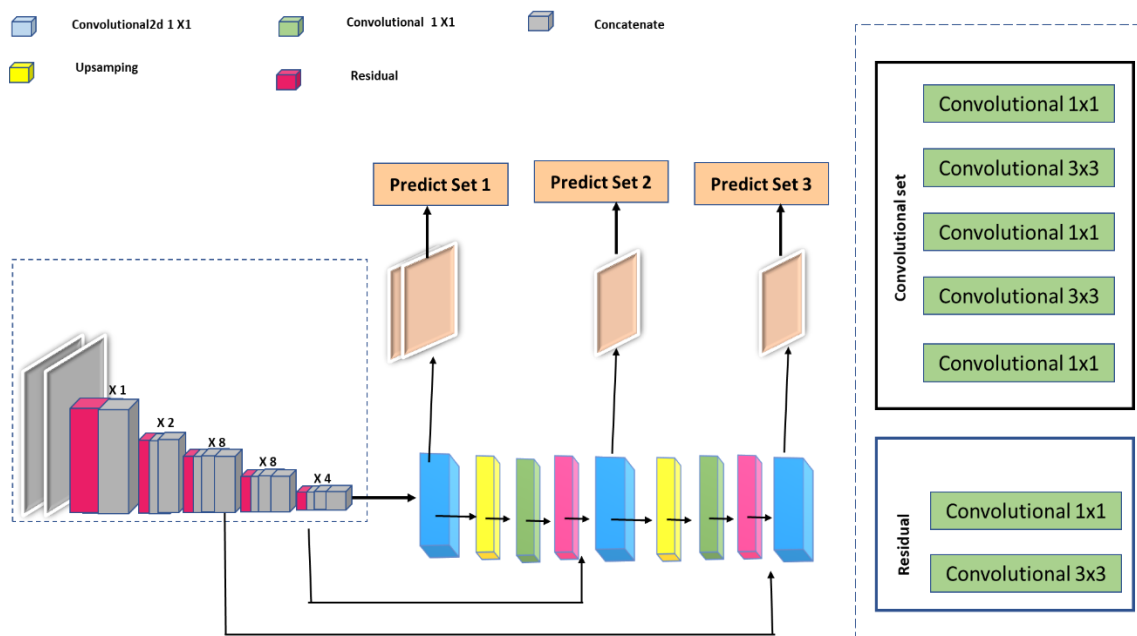 Convolutional2d 1 X1
Convolutional 1 X1
Concatenate
Upsamping
Residual
Predict Set 1
Predict Set 2
Predict Set 3
X 1
X 2
X 8
X 8
X 4
Convolutional set
Convolutional 1x1
Convolutional 3x3
Convolutional 1x1
Convolutional 3x3
Convolutional 1x1
Residual
Convolutional 1x1
Convolutional 3x3